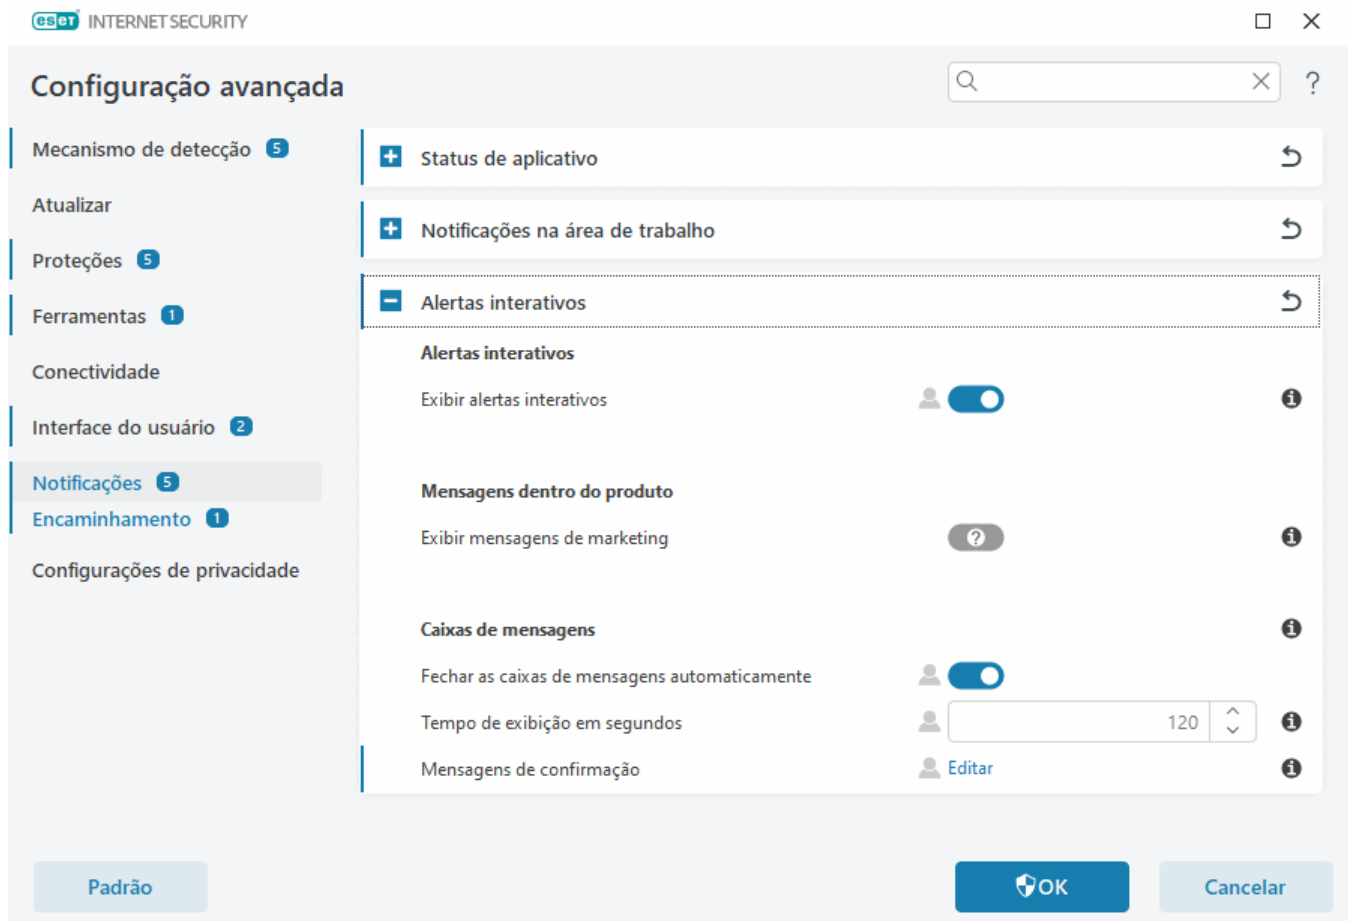 eset INTERNET SECURITY
Configuração avançada
?
Mecanismo de detecção 5
Atualizar
Proteções 5
Ferramentas 1
Conectividade
Interface do usuário 2
Notificações 5
Encaminhamento 1
Configurações de privacidade
Status de aplicativo
Notificações na área de trabalho
Alertas interativos
Alertas interativos
Exibir alertas interativos
Mensagens dentro do produto
Exibir mensagens de marketing ?
Caixas de mensagens
Fechar as caixas de mensagens automaticamente
Tempo de exibição em segundos 120
Mensagens de confirmação Editar
Padrão
OK
Cancelar